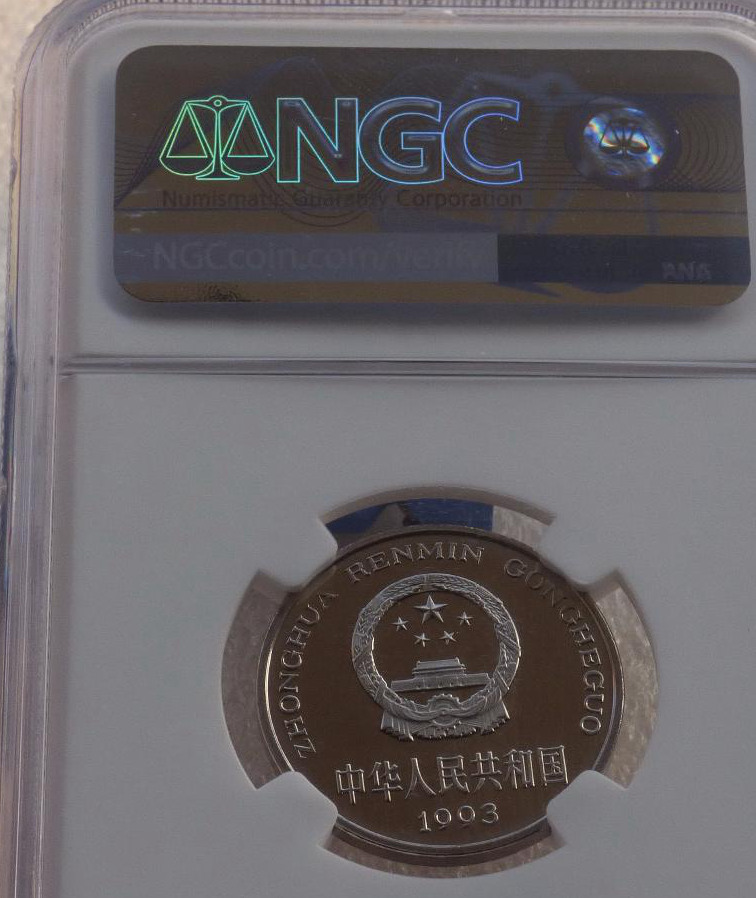 NGC
Numismatic Guaranty Corporation
NGCcoin.com/verify
ANA
ZHONGHUA RENMIN GONGHEGUO
中华人民共和国
1993